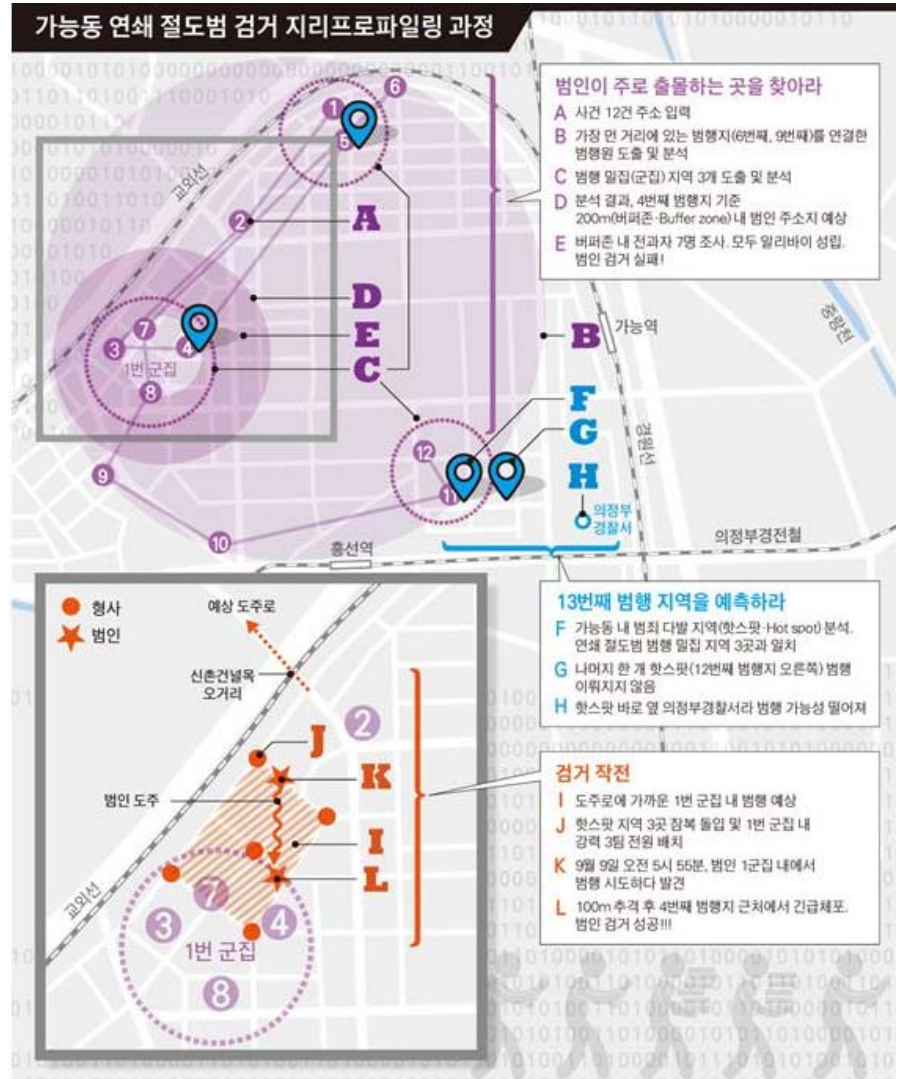 가능동 연쇄 절도범 검거 지리프로파일링 과정
범인이 주로 출몰하는 곳을 찾아라
A 사건 12건 주소 입력
B 가장 먼 거리에 있는 범행지(6번째, 9번째)를 연결한
범행원 도출 및 분석
C 범행 밀집(군집) 지역 3개 도출 및 분석
D 분석 결과, 4번째 범행지 기준
200m(버퍼존·Buffer zone) 내 범인 주소지 예상
E 버퍼존 내 전과자 7명 조사. 모두 알리바이 성립.
범인 검거 실패!
교외선
1
5
6
2
A
D
E
C
B
7
3
4
1번 군집
8
가능역
중랑천
경원선
F
G
H
12
11
9
10
의정부
경찰서
흥선역
의정부경전철
13번째 범행 지역을 예측하라
F 가능동 내 범죄 다발 지역(핫스팟·Hot spot) 분석.
연쇄 절도범 범행 밀집 지역 3곳과 일치
G 나머지 한 개 핫스팟(12번째 범행지 오른쪽) 범행
이뤄지지 않음
H 핫스팟 바로 옆 의정부경찰서라 범행 가능성 떨어져
형사
범인
예상 도주로
신촌건널목
오거리
2
J
K
범인 도주
I
L
교외선
7
3
4
1번 군집
8
검거 작전
I 도주로에 가까운 1번 군집 내 범행 예상
J 핫스팟 지역 3곳 잠복 돌입 및 1번 군집 내
강력 3팀 전원 배치
K 9월 9일 오전 5시 55분, 범인 1군집 내에서
범행 시도하다 발견
L 100m 추격 후 4번째 범행지 근처에서 긴급체포.
범인 검거 성공!!!